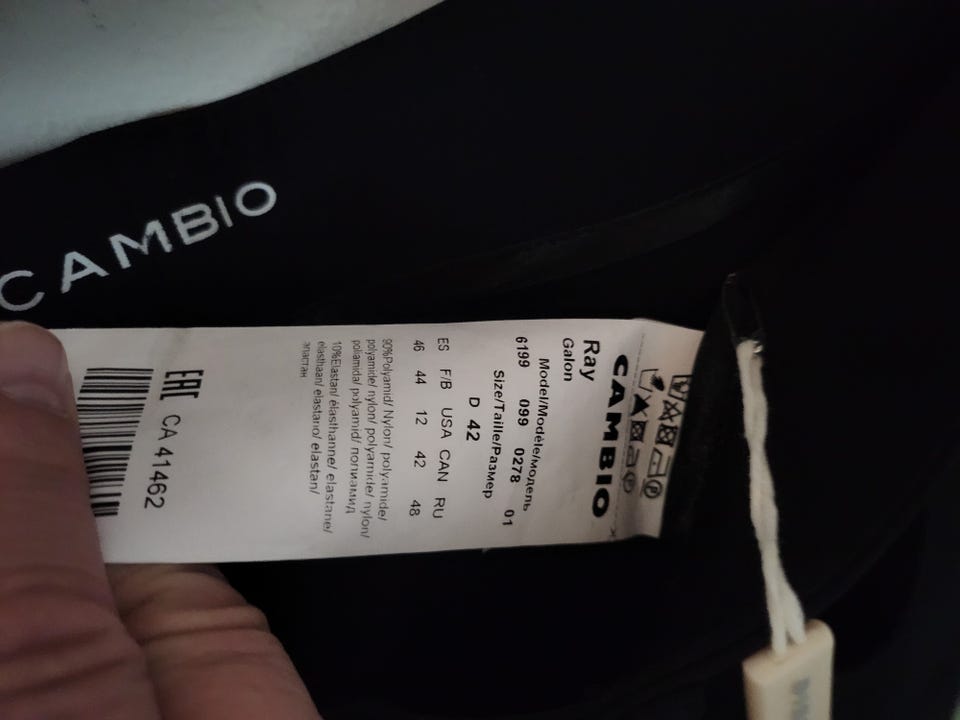 CAMBIO
CAMBIO
Ray
Galon
Model/Modèle/модель
6199 099 0278 01
Size/Taille/Размер
D 42
ES F/B USA CAN RU
46 44 12 42 48
90%Polyamid/ Nylon/ polyamide/
polyamide/ nylon/ polyamide/ nylon/
poliamida/ polyamid/ полиамид
10%Elastan/ élasthanne/ elastane/
elasthaan/ elastano/ elastan/
эластан
EAC CA 41462